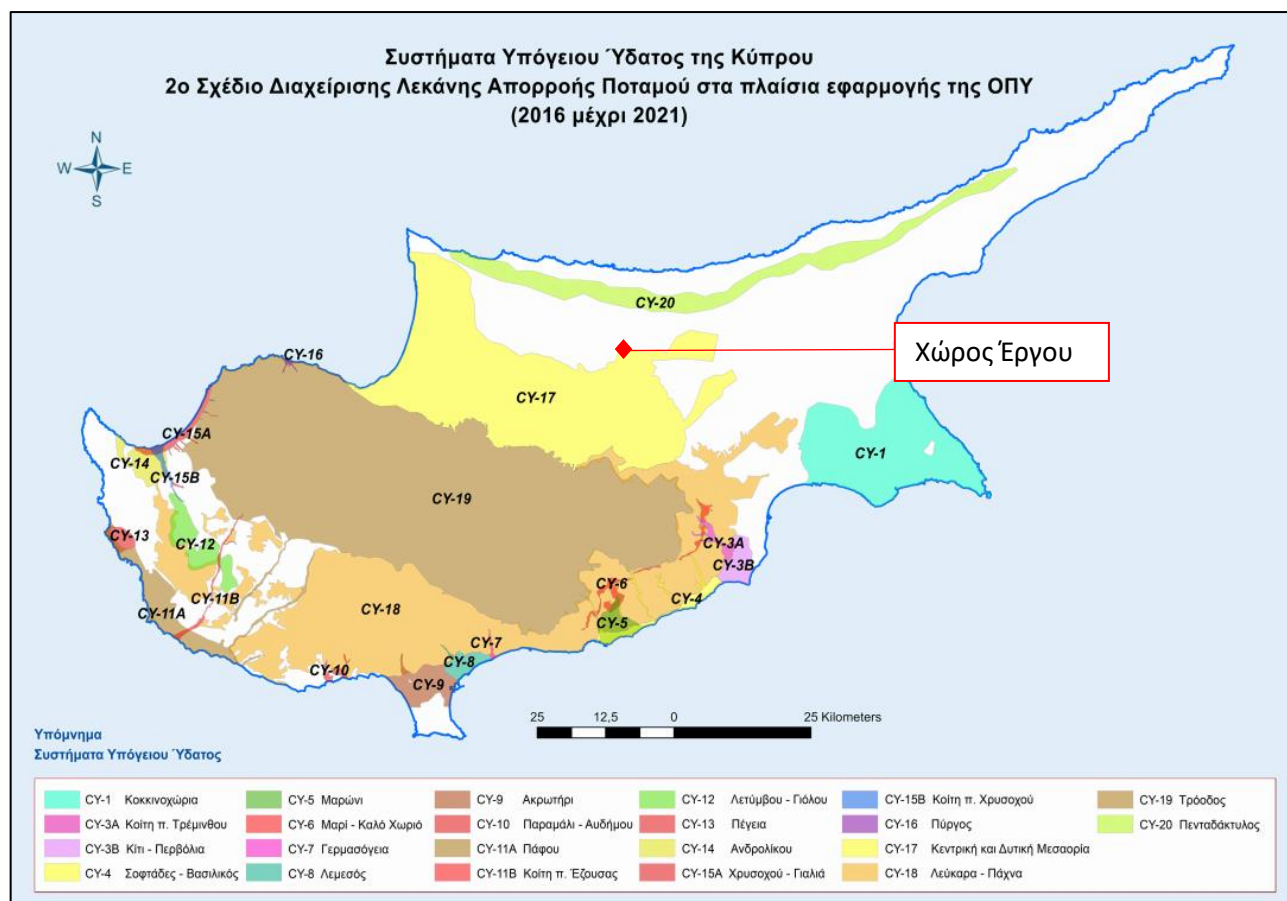 Συστήματα Υπόγειου Ύδατος της Κύπρου
2ο Σχέδιο Διαχείρισης Λεκάνης Απορροής Ποταμού στα πλαίσια εφαρμογής της ΟΠΥ
(2016 μέχρι 2021)
N
W E
S
CY-20
Χώρος Έργου
CY-16
CY-17
CY-15A
CY-14
CY-15B
CY-1
CY-19
CY-13
CY-12
CY-3A
CY-3B
CY-6
CY-4
CY-11B
CY-11A
CY-18
CY-5
CY-7
CY-8
CY-10
CY-9
25 12,5 0 25 Kilometers
Υπόμνημα
Συστήματα Υπόγειου Ύδατος
CY-1 Κοκκινοχώρια
CY-3A Κοίτη π. Τρέμινθου
CY-3B Κίτι - Περβόλια
CY-4 Σοφτάδες - Βασιλικός
CY-5 Μαρώνι
CY-6 Μαρί - Καλό Χωριό
CY-7 Γερμασόγεια
CY-8 Λεμεσός
CY-9 Ακρωτήρι
CY-10 Παραμάλι - Αυδήμου
CY-11A Πάφου
CY-11B Κοίτη π. Έζουσας
CY-12 Λετύμβου - Γιόλου
CY-13 Πέγεια
CY-14 Ανδρολίκου
CY-15A Χρυσοχού - Γιαλιά
CY-15B Κοίτη π. Χρυσοχού
CY-16 Πύργος
CY-17 Κεντρική και Δυτική Μεσαορία
CY-18 Λεύκαρα - Πάχνα
CY-19 Τρόοδος
CY-20 Πενταδάκτυλος